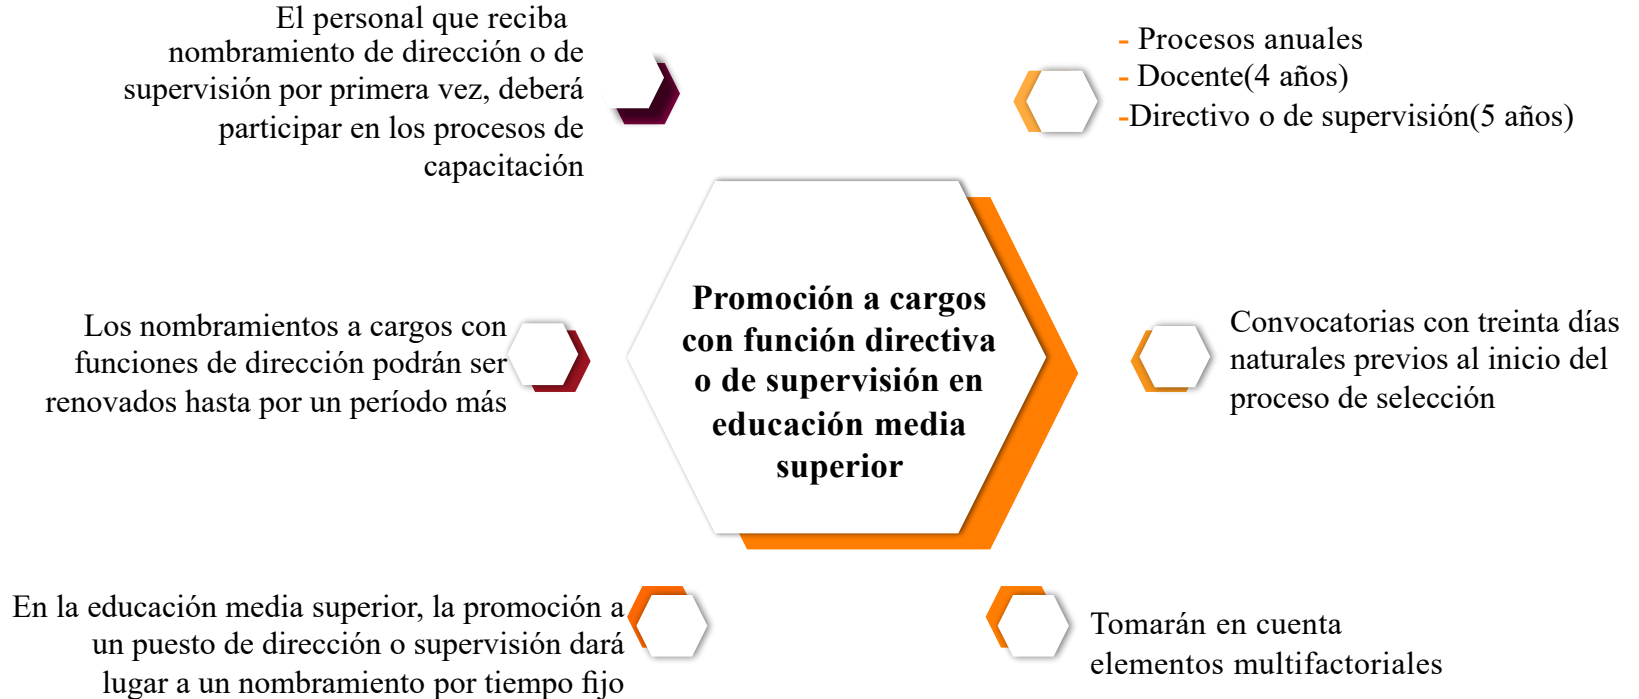 El personal que reciba
nombramiento de dirección o de
supervisión por primera vez, deberá
participar en los procesos de
capacitación
- Procesos anuales
- Docente(4 años)
-Directivo o de supervisión(5 años)
Los nombramientos a cargos con
funciones de dirección podrán ser
renovados hasta por un período más
Promoción a cargos
con función directiva
o de supervisión en
educación media
superior
Convocatorias con treinta días
naturales previos al inicio del
proceso de selección
En la educación media superior, la promoción a
un puesto de dirección o supervisión dará
lugar a un nombramiento por tiempo fijo
Tomarán en cuenta
elementos multifactoriales